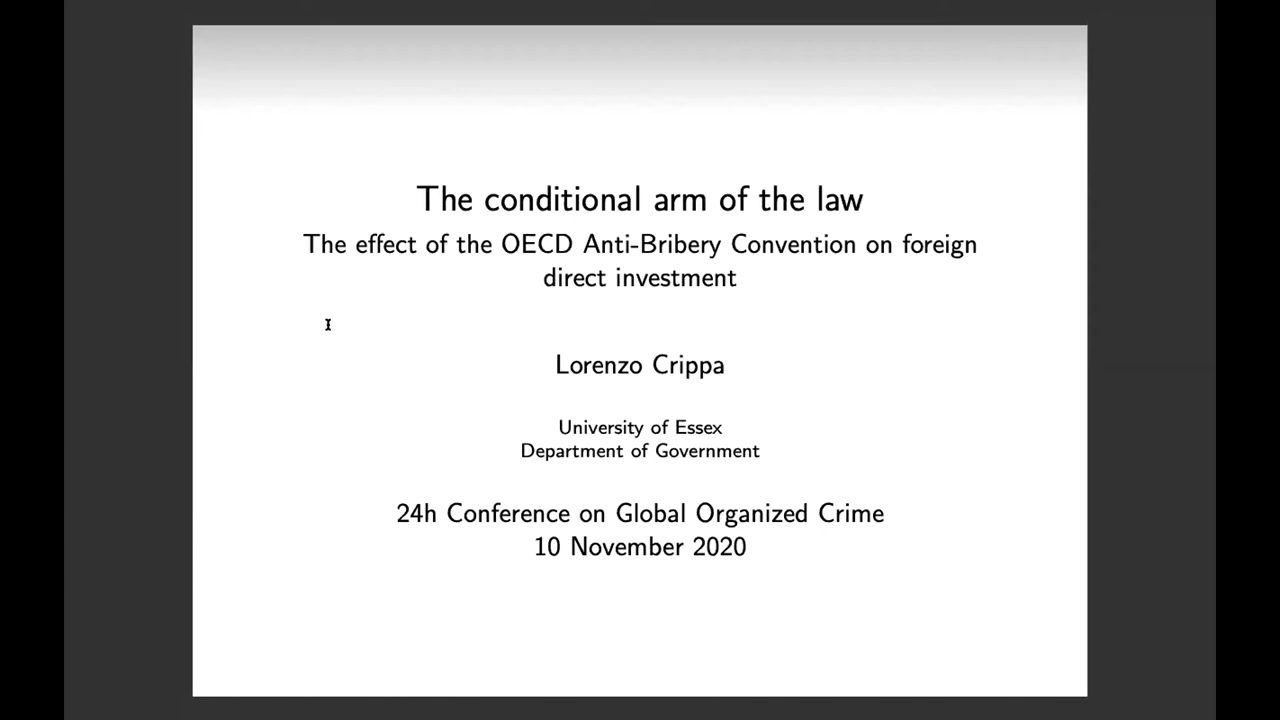 The conditional arm of the law
The effect of the OECD Anti-Bribery Convention on foreign
direct investment
Lorenzo Crippa
University of Essex
Department of Government
24h Conference on Global Organized Crime
10 November 2020